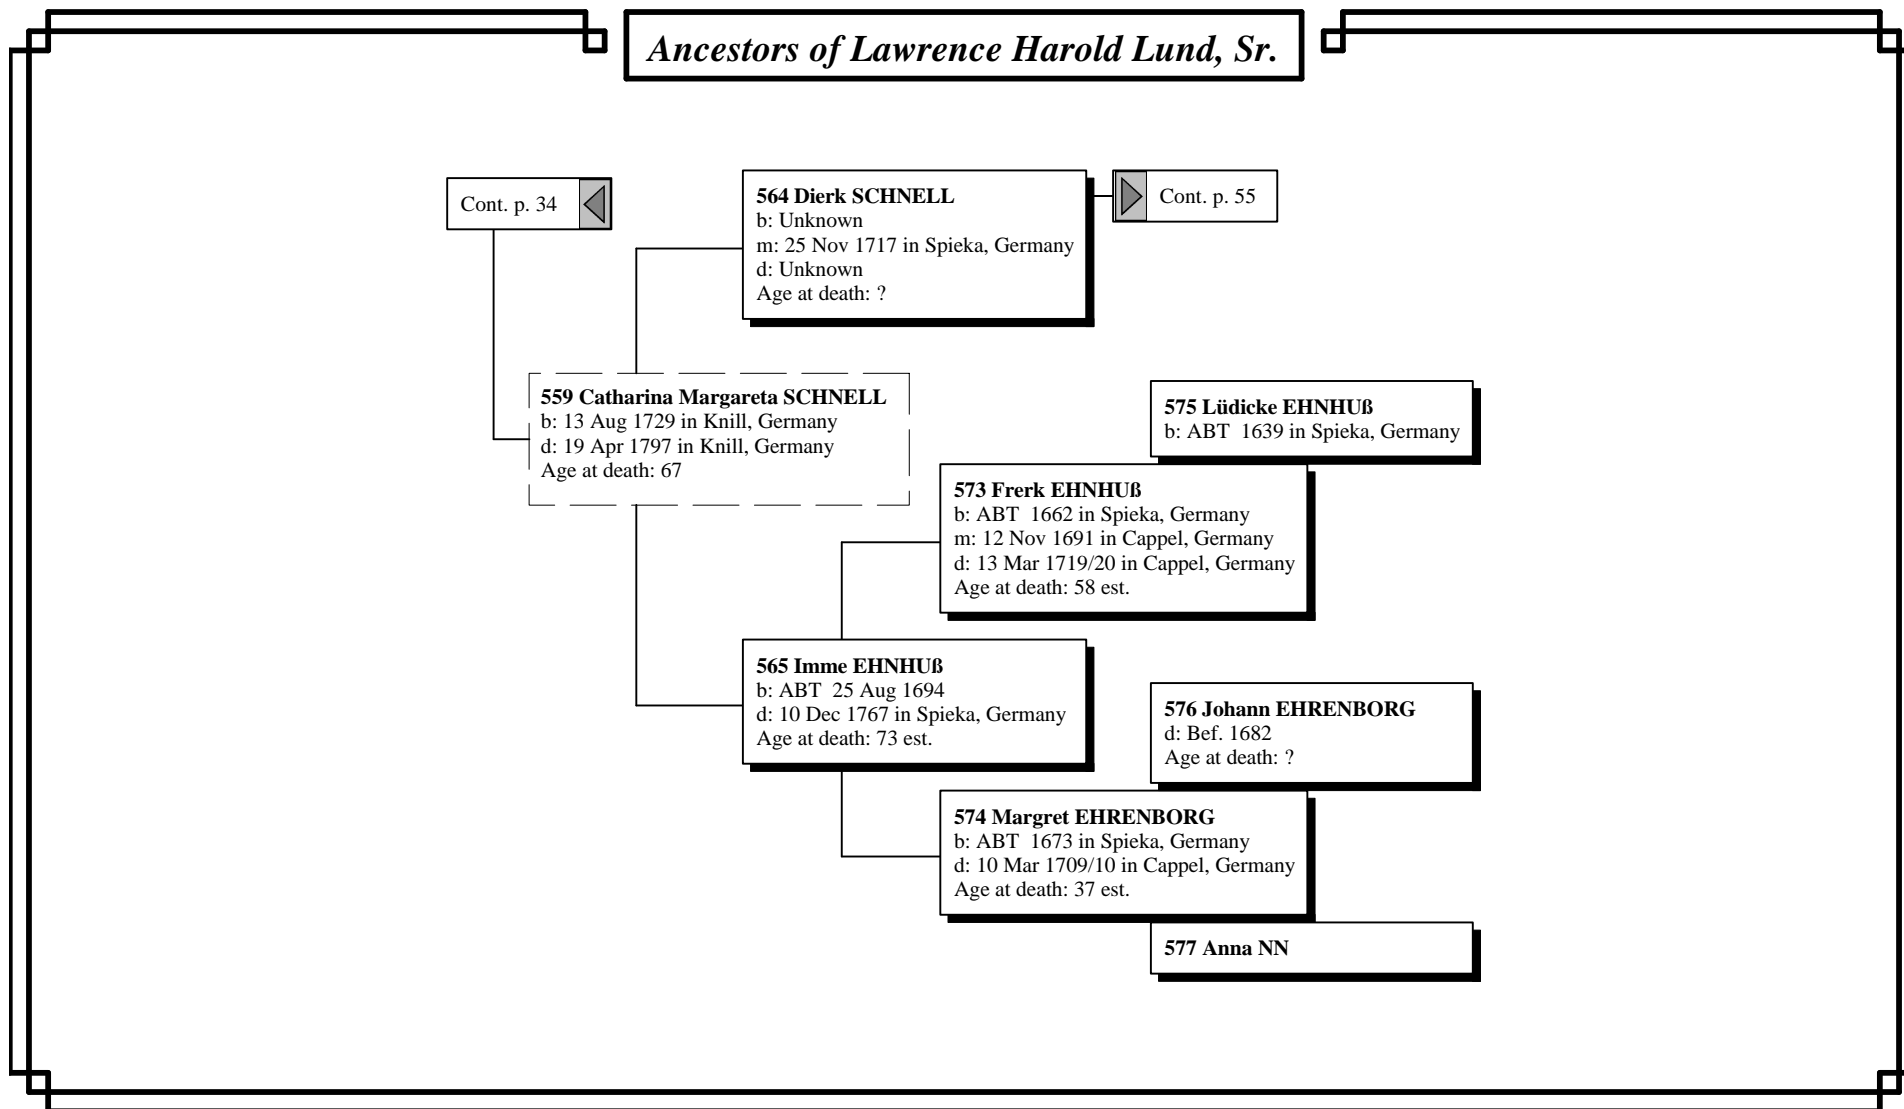 Ancestors of Lawrence Harold Lund, Sr.
Cont. p. 34
564 Dierk SCHNELL
b: Unknown
m: 25 Nov 1717 in Spieka, Germany
d: Unknown
Age at death: ?
Cont. p. 55
559 Catharina Margareta SCHNELL
b: 13 Aug 1729 in Knill, Germany
d: 19 Apr 1797 in Knill, Germany
Age at death: 67
575 Lüdicke EHNHUß
b: ABT  1639 in Spieka, Germany
573 Frerk EHNHUß
b: ABT  1662 in Spieka, Germany
m: 12 Nov 1691 in Cappel, Germany
d: 13 Mar 1719/20 in Cappel, Germany
Age at death: 58 est.
565 Imme EHNHUß
b: ABT  25 Aug 1694
d: 10 Dec 1767 in Spieka, Germany
Age at death: 73 est.
576 Johann EHRENBORG
d: Bef. 1682
Age at death: ?
574 Margret EHRENBORG
b: ABT  1673 in Spieka, Germany
d: 10 Mar 1709/10 in Cappel, Germany
Age at death: 37 est.
577 Anna NN